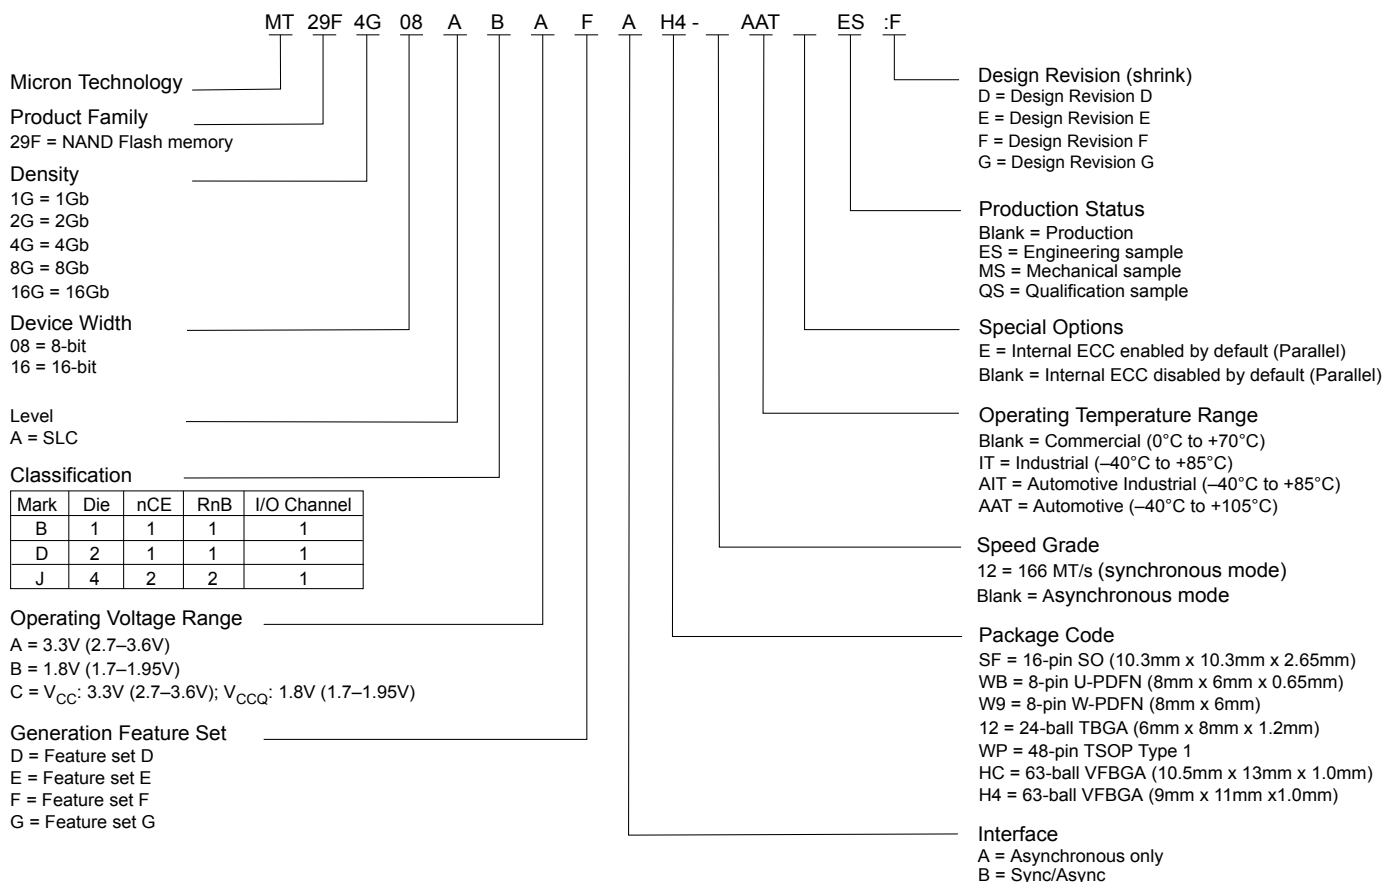 MT 29F 4G 08 A B A F A H4 - AAT ES :F
Micron Technology
Product Family
29F = NAND Flash memory
Density
1G = 1Gb
2G = 2Gb
4G = 4Gb
8G = 8Gb
16G = 16Gb
Device Width
08 = 8-bit
16 = 16-bit
Level
A = SLC
Classification
Mark Die nCE RnB I/O Channel
B 1 1 1 1
D 2 1 1 1
J 4 2 2 1
Operating Voltage Range
A = 3.3V (2.7–3.6V)
B = 1.8V (1.7–1.95V)
C = VCC: 3.3V (2.7–3.6V); VCCQ: 1.8V (1.7–1.95V)
Generation Feature Set
D = Feature set D
E = Feature set E
F = Feature set F
G = Feature set G
Design Revision (shrink)
D = Design Revision D
E = Design Revision E
F = Design Revision F
G = Design Revision G
Production Status
Blank = Production
ES = Engineering sample
MS = Mechanical sample
QS = Qualification sample
Special Options
E = Internal ECC enabled by default (Parallel)
Blank = Internal ECC disabled by default (Parallel)
Operating Temperature Range
Blank = Commercial (0°C to +70°C)
IT = Industrial (–40°C to +85°C)
AIT = Automotive Industrial (–40°C to +85°C)
AAT = Automotive (–40°C to +105°C)
Speed Grade
12 = 166 MT/s (synchronous mode)
Blank = Asynchronous mode
Package Code
SF = 16-pin SO (10.3mm x 10.3mm x 2.65mm)
WB = 8-pin U-PDFN (8mm x 6mm x 0.65mm)
W9 = 8-pin W-PDFN (8mm x 6mm)
12 = 24-ball TBGA (6mm x 8mm x 1.2mm)
WP = 48-pin TSOP Type 1
HC = 63-ball VFBGA (10.5mm x 13mm x 1.0mm)
H4 = 63-ball VFBGA (9mm x 11mm x1.0mm)
Interface
A = Asynchronous only
B = Sync/Async